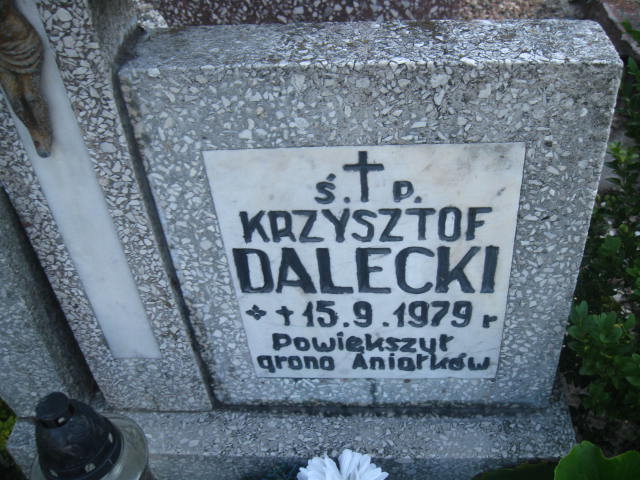 Ś.†P.
KRZYSZTOF
DALECKI
* † 15.9.1979 r
Powiększył
grono Aniołków